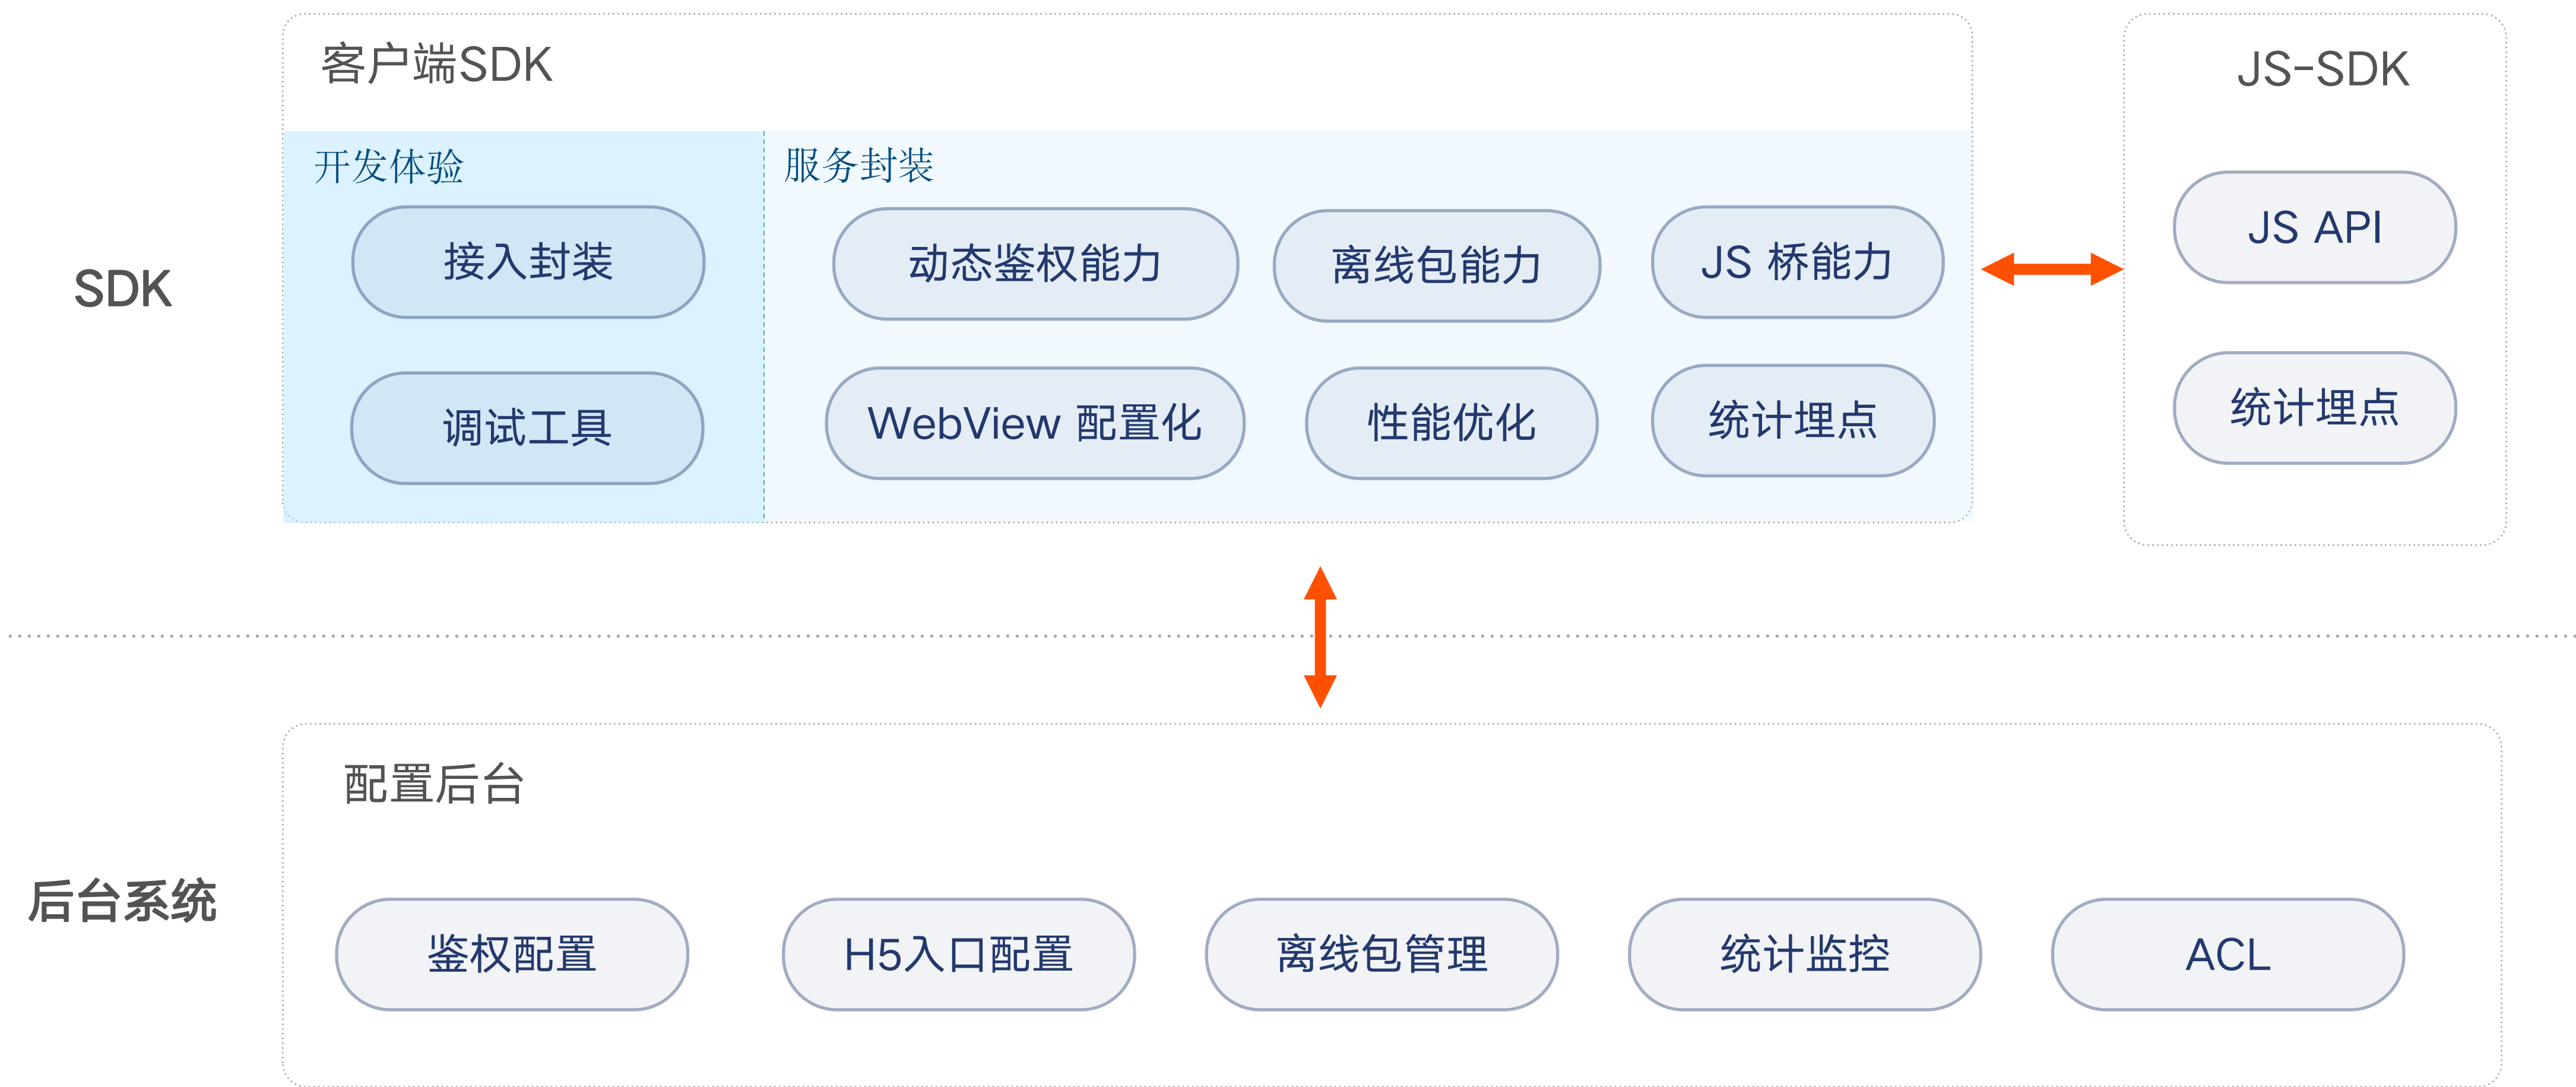 客户端SDK
JS-SDK
开发体验
服务封装
接入封装
动态鉴权能力
离线包能力
JS 桥能力
JS API
SDK
调试工具
WebView 配置化
性能优化
统计埋点
统计埋点
配置后台
后台系统
鉴权配置
H5入口配置
离线包管理
统计监控
ACL